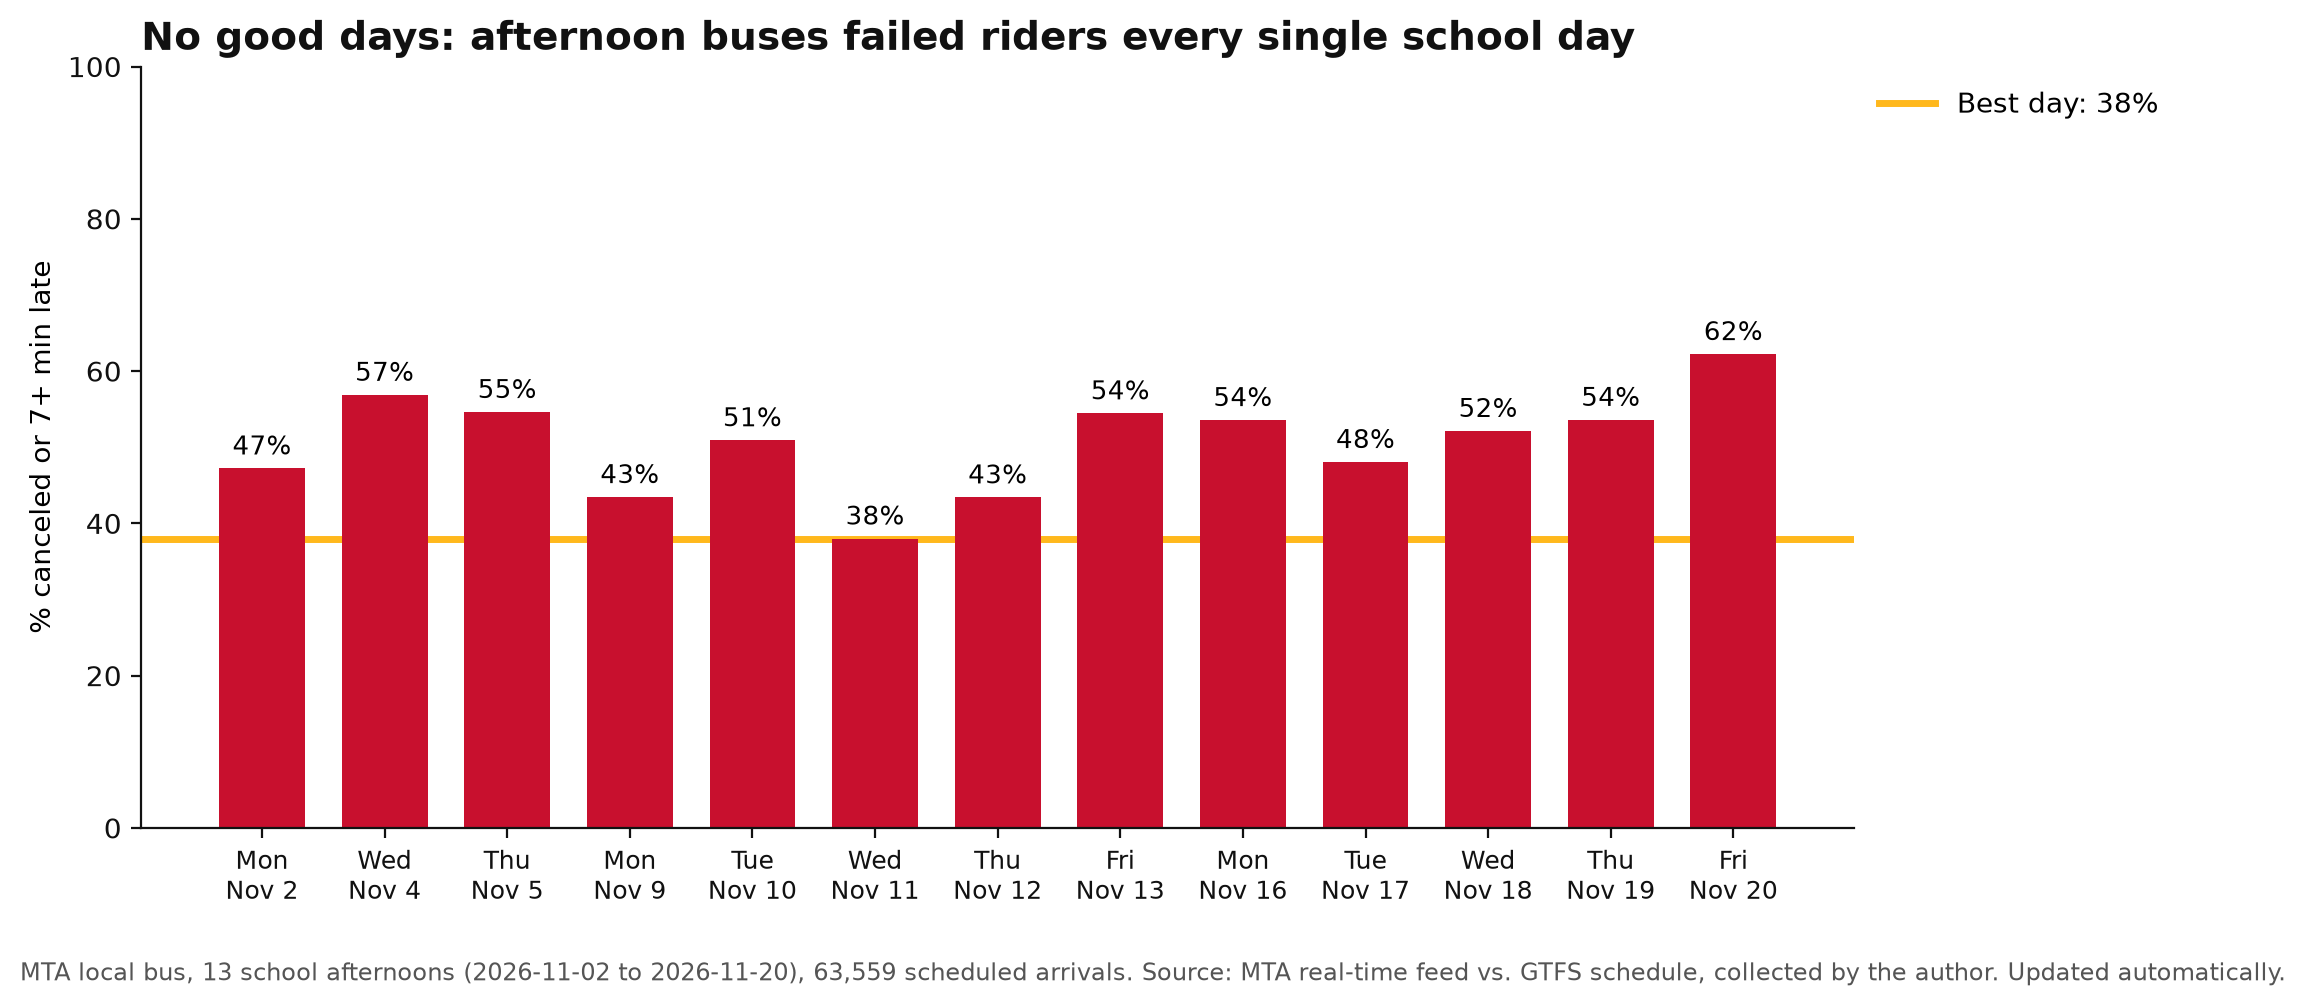 No good days: afternoon buses failed riders every single school day
Best day: 38%
% canceled or 7+ min late
100
80
60
40
20
0
47%
57%
55%
43%
51%
38%
43%
54%
54%
48%
52%
54%
62%
Mon
Nov 2
Wed
Nov 4
Thu
Nov 5
Mon
Nov 9
Tue
Nov 10
Wed
Nov 11
Thu
Nov 12
Fri
Nov 13
Mon
Nov 16
Tue
Nov 17
Wed
Nov 18
Thu
Nov 19
Fri
Nov 20
MTA local bus, 13 school afternoons (2026-11-02 to 2026-11-20), 63,559 scheduled arrivals. Source: MTA real-time feed vs. GTFS schedule, collected by the author. Updated automatically.